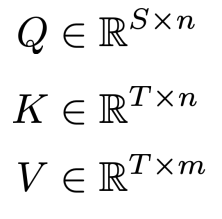 Q ∈ ℝ^{S×n}
K ∈ ℝ^{T×n}
V ∈ ℝ^{T×m}